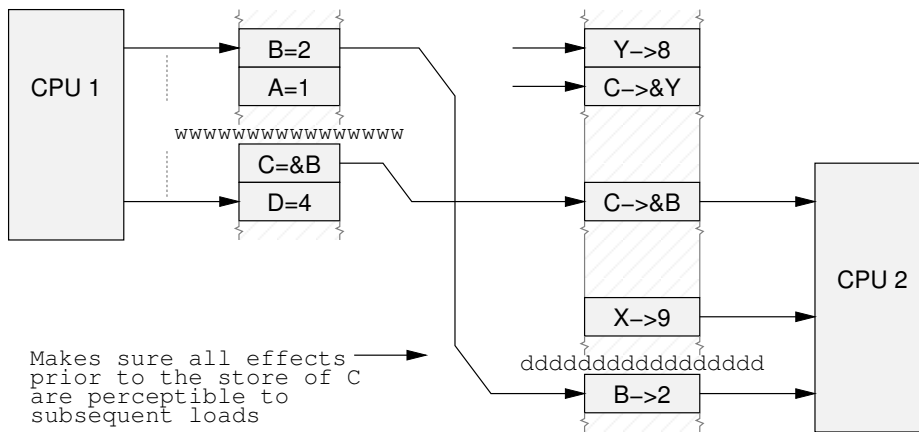 CPU 1
B=2
A=1
wwwwwwwwwwwwwwww
C=&B
D=4
Y->8
C->&Y
C->&B
X->9
ddddddddddddddddd
B->2
CPU 2
Makes sure all effects
prior to the store of C
are perceptible to
subsequent loads